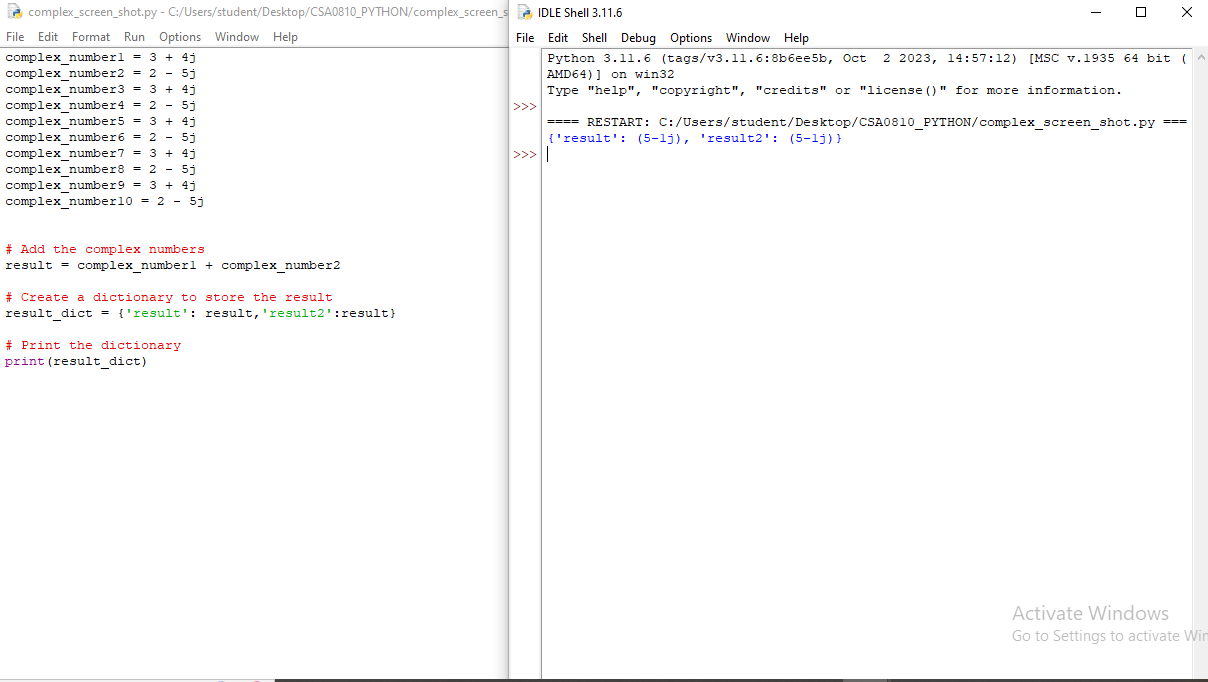 complex_screen_shot.py - C:/Users/student/Desktop/CSA0810_PYTHON/complex_screen_s
File Edit Format Run Options Window Help
complex_number1 = 3 + 4j
complex_number2 = 2 - 5j
complex_number3 = 3 + 4j
complex_number4 = 2 - 5j
complex_number5 = 3 + 4j
complex_number6 = 2 - 5j
complex_number7 = 3 + 4j
complex_number8 = 2 - 5j
complex_number9 = 3 + 4j
complex_number10 = 2 - 5j
# Add the complex numbers
result = complex_number1 + complex_number2
# Create a dictionary to store the result
result_dict = {'result': result,'result2':result}
# Print the dictionary
print(result_dict)
IDLE Shell 3.11.6
File Edit Shell Debug Options Window Help
Python 3.11.6 (tags/v3.11.6:8b6ee5b, Oct  2 2023, 14:57:12) [MSC v.1935 64 bit (
AMD64)] on win32
Type "help", "copyright", "credits" or "license()" for more information.
>>>
==== RESTART: C:/Users/student/Desktop/CSA0810_PYTHON/complex_screen_shot.py ===
{'result': (5-1j), 'result2': (5-1j)}
>>>
Activate Windows
Go to Settings to activate Win